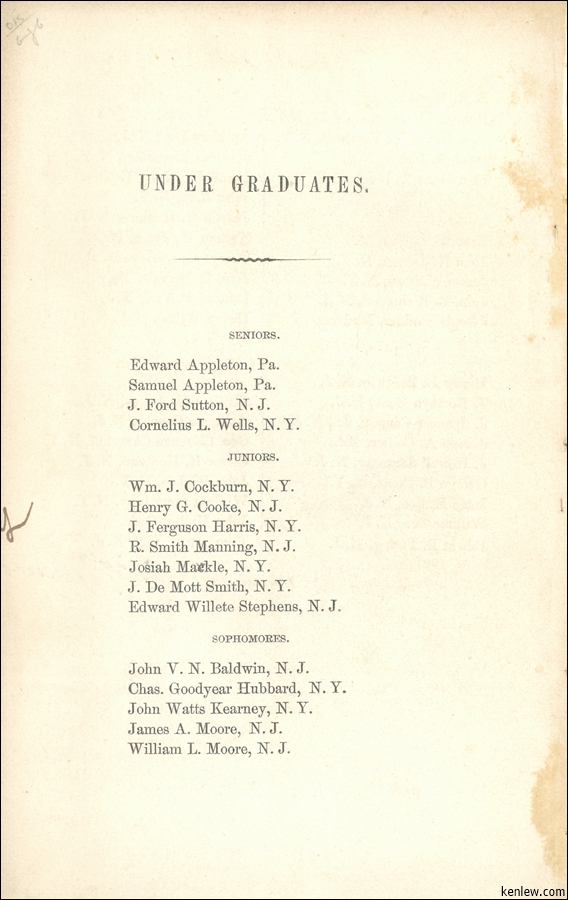 UNDER GRADUATES.
SENIORS.
Edward Appleton, Pa.
Samuel Appleton, Pa.
J. Ford Sutton, N. J.
Cornelius L. Wells, N. Y.
JUNIORS.
Wm. J. Cockburn, N. Y.
Henry G. Cooke, N. J.
J. Ferguson Harris, N. Y.
R. Smith Manning, N. J.
Josiah Markle, N. Y.
J. De Mott Smith, N. Y.
Edward Willete Stephens, N. J.
SOPHOMORES.
John V. N. Baldwin, N. J.
Chas. Goodyear Hubbard, N. Y.
John Watts Kearney, N. Y.
James A. Moore, N. J.
William L. Moore, N. J.
kenlew.com